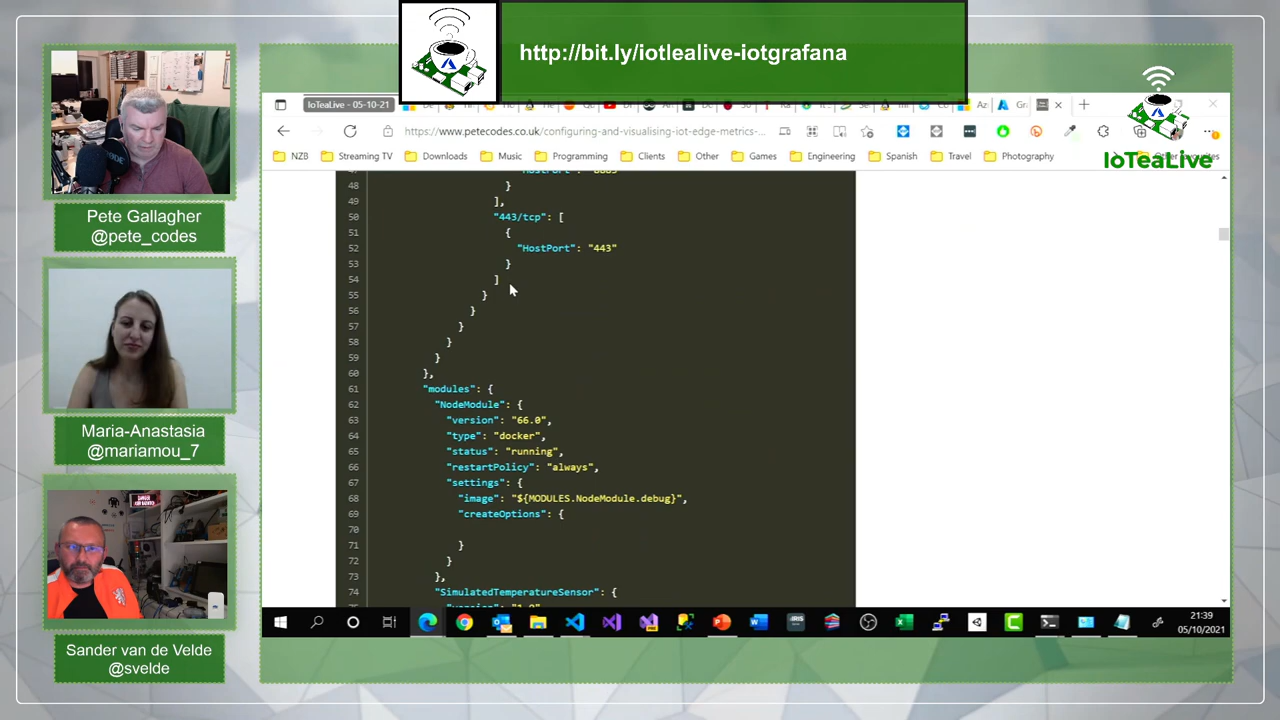 http://bit.ly/iotlealive-iotgrafana
IoTeaLive - 05-10-21
https://www.petecodes.co.uk/configuring-and-visualising-iot-edge-metrics-...
NZB
Streaming TV
Downloads
Music
Programming
Clients
Other
Games
Engineering
Spanish
Travel
Photography
IoTeaLive
48 }
49 ],
50 "443/tcp": [
51 {
52 "HostPort": "443"
53 }
54 ]
55 }
56 }
57 }
58 }
59 }
60 },
61 "modules": {
62 "NodeModule": {
63 "version": "66.0",
64 "type": "docker",
65 "status": "running",
66 "restartPolicy": "always",
67 "settings": {
68 "image": "${MODULES.NodeModule.debug}",
69 "createOptions": {
70
71 }
72 }
73 },
74 "SimulatedTemperatureSensor": {
Pete Gallagher
@pete_codes
Maria-Anastasia
@mariamou_7
Sander van de Velde
@svelde
21:39
05/10/2021